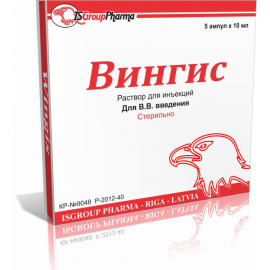 ISGroupPharma
5 ампул x 10 мл
Вингис
Раствор для инъекций
Для В.В. введения
Стерильно
КР-№9048 Р-2012-40
ISGROUP PHARMA - RIGA - LATVIA